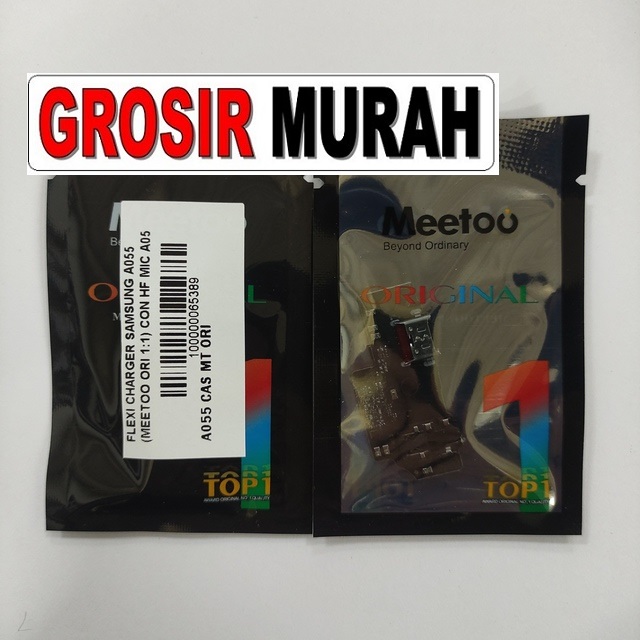 GROSIR MURAH
FLEXI CHARGER SAMSUNG A055
(MEETOO ORI 1:1) CON HF MIC A05
100000065389
A055 CAS MT ORI
TOP1
Meetoo
Beyond Ordinary
ORIGINAL
1
TOP1